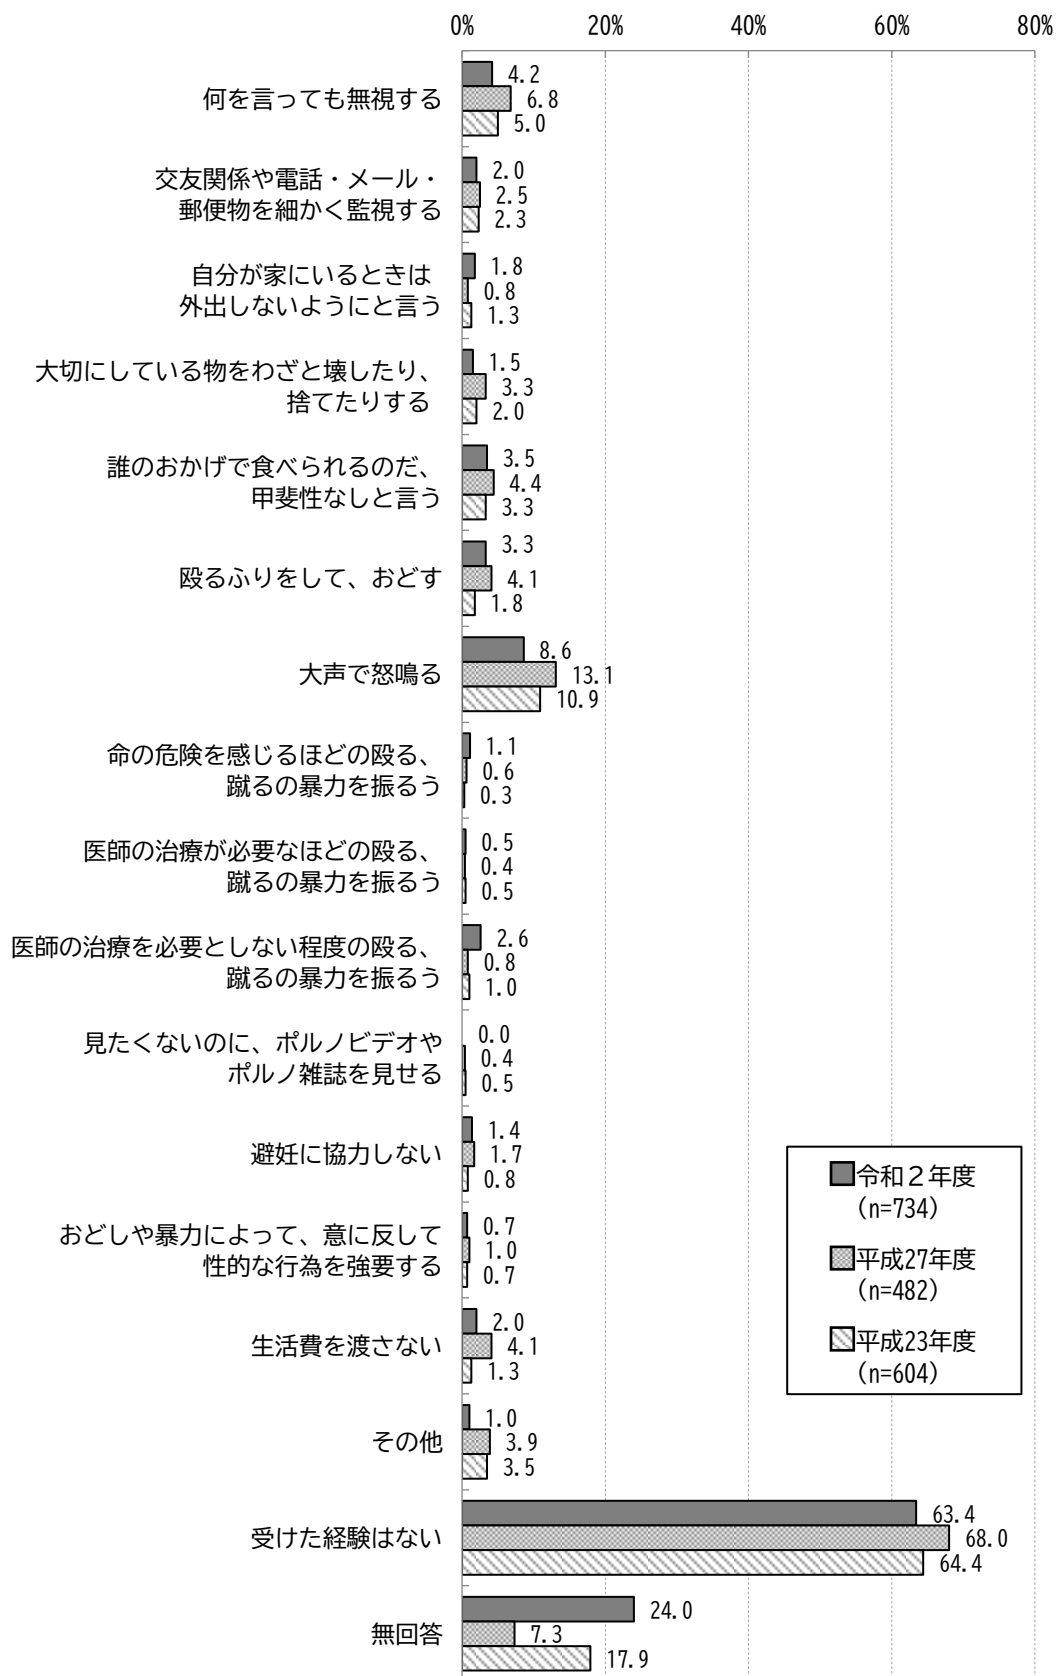 0% 20% 40% 60% 80%
何を言っても無視する
4.2
6.8
5.0
交友関係や電話・メール・
郵便物を細かく監視する
2.0
2.5
2.3
自分が家にいるときは
外出しないようにと言う
1.8
0.8
1.3
大切にしている物をわざと壊したり、
捨てたりする
1.5
3.3
2.0
誰のおかげで食べられるのだ、
甲斐性なしと言う
3.5
4.4
3.3
殴るふりをして、おどす
3.3
4.1
1.8
大声で怒鳴る
8.6
13.1
10.9
命の危険を感じるほどの殴る、
蹴るの暴力を振るう
1.1
0.6
0.3
医師の治療が必要なほどの殴る、
蹴るの暴力を振るう
0.5
0.4
0.5
医師の治療を必要としない程度の殴る、
蹴るの暴力を振るう
2.6
0.8
1.0
見たくないのに、ポルノビデオや
ポルノ雑誌を見せる
0.0
0.4
0.5
避妊に協力しない
1.4
1.7
0.8
おどしや暴力によって、意に反して
性的な行為を強要する
0.7
1.0
0.7
生活費を渡さない
2.0
4.1
1.3
その他
1.0
3.9
3.5
受けた経験はない
63.4
68.0
64.4
無回答
24.0
7.3
17.9
令和２年度
(n=734)
平成27年度
(n=482)
平成23年度
(n=604)